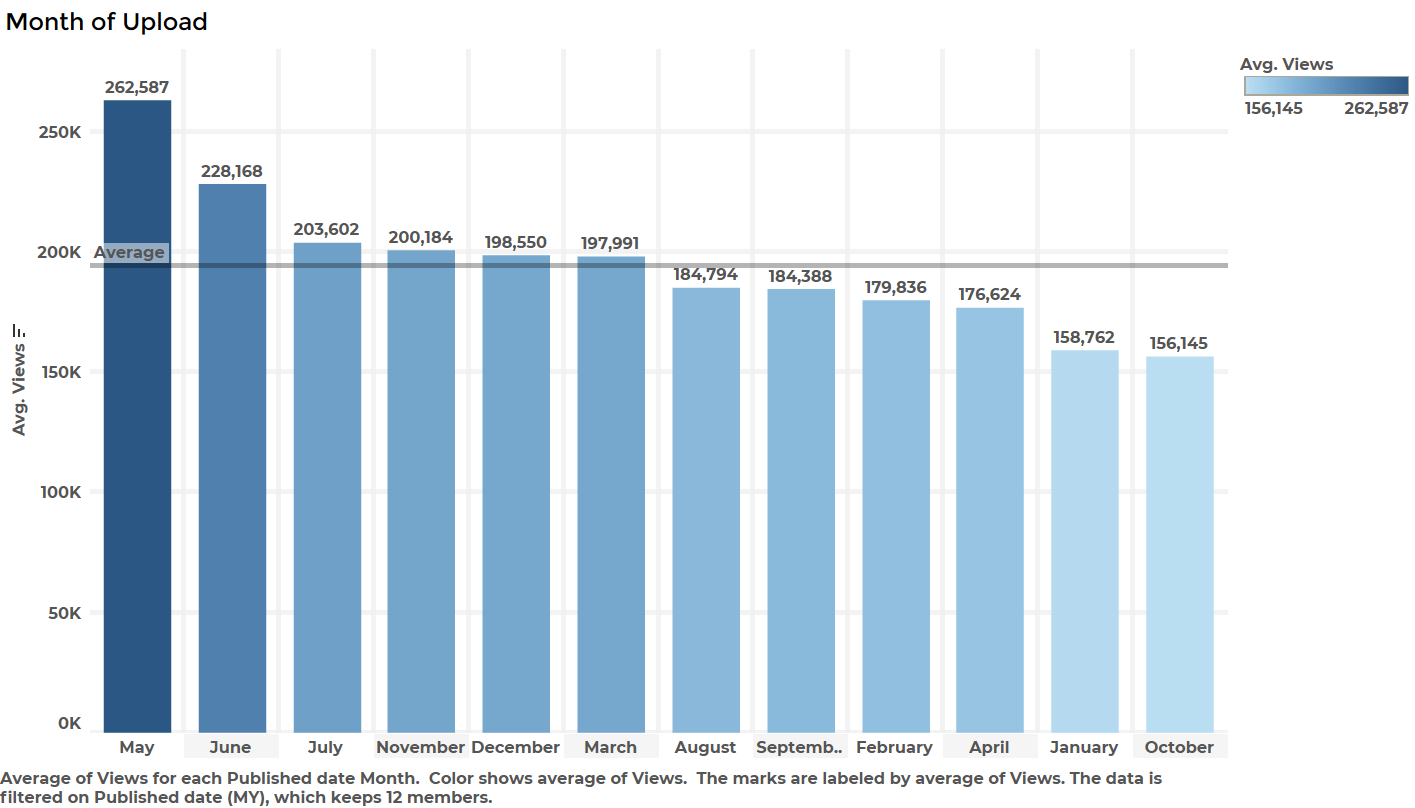 Month of Upload
Avg. Views
156,145 262,587
262,587
228,168
203,602
200,184
198,550
197,991
184,794
184,388
179,836
176,624
158,762
156,145
250K
200K
150K
100K
50K
0K
Average
Avg. Views
May June July November December March August Septemb.. February April January October
Average of Views for each Published date Month.  Color shows average of Views.  The marks are labeled by average of Views. The data is
filtered on Published date (MY), which keeps 12 members.